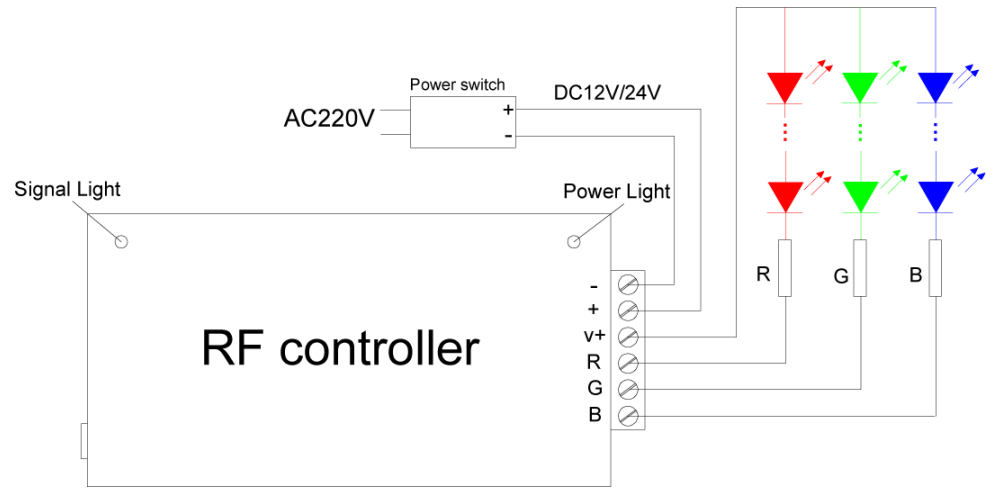 Power switch
DC12V/24V
AC220V
+
-
Signal Light
Power Light
R
G
B
-
+
v+
R
G
B
RF controller